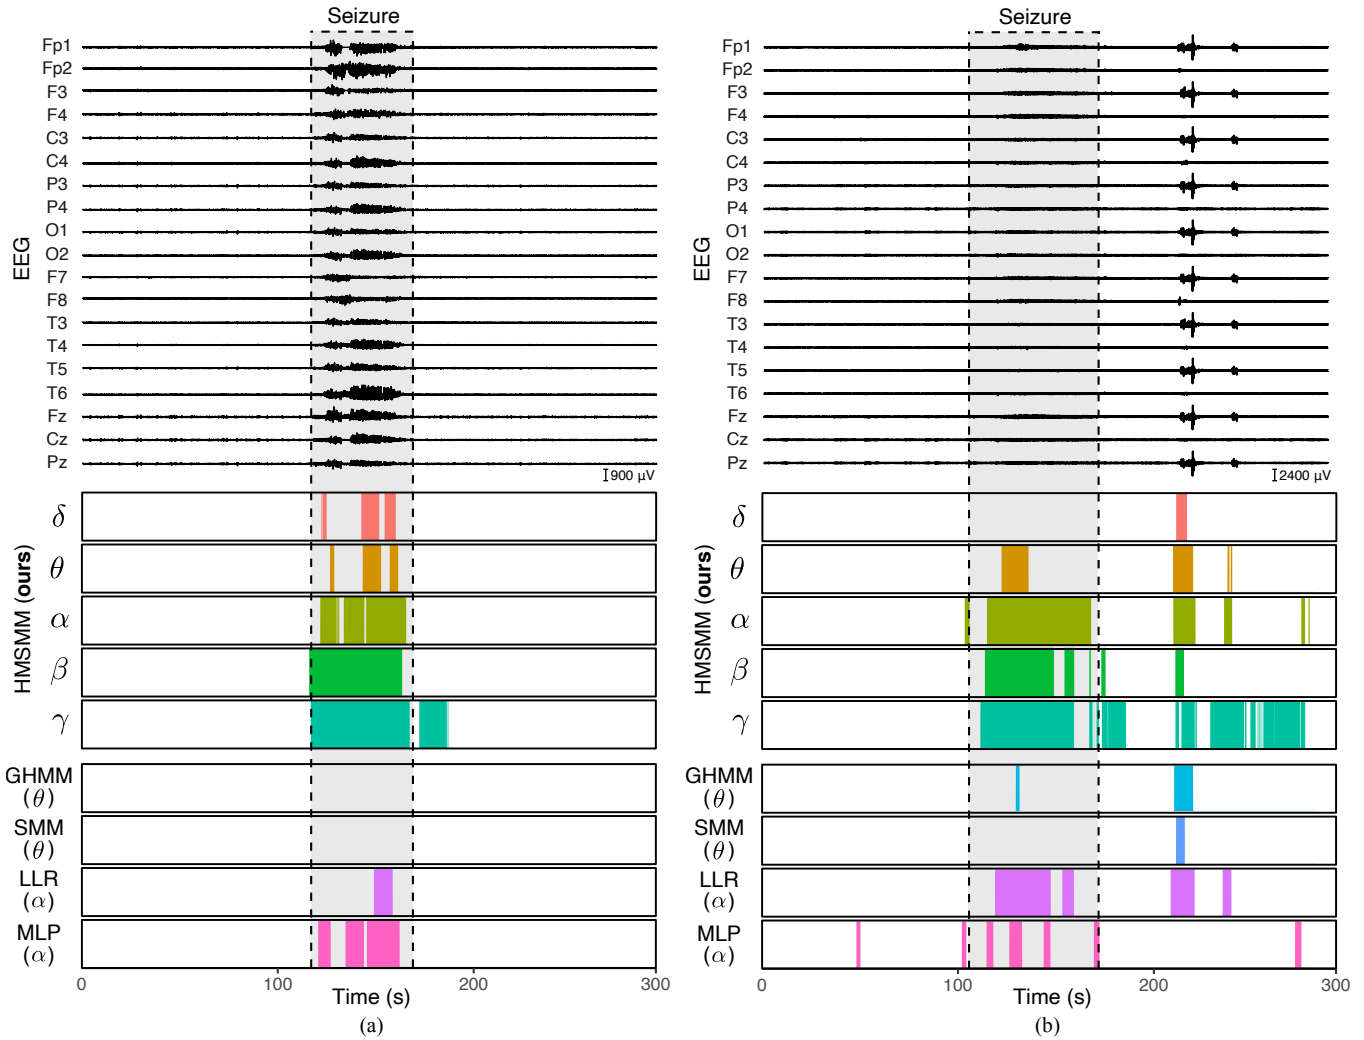 Seizure
Fp1
Fp2
F3
F4
C3
C4
P3
P4
O1
O2
F7
F8
T3
T4
T5
T6
Fz
Cz
Pz
EEG
900 µV
HMSMM (ours)
δ
θ
α
β
γ
GHMM
(θ)
SMM
(θ)
LLR
(α)
MLP
(α)
0 100 200 300
Time (s)
(a)
Seizure
Fp1
Fp2
F3
F4
C3
C4
P3
P4
O1
O2
F7
F8
T3
T4
T5
T6
Fz
Cz
Pz
EEG
2400 µV
HMSMM (ours)
δ
θ
α
β
γ
GHMM
(θ)
SMM
(θ)
LLR
(α)
MLP
(α)
0 100 200 300
Time (s)
(b)